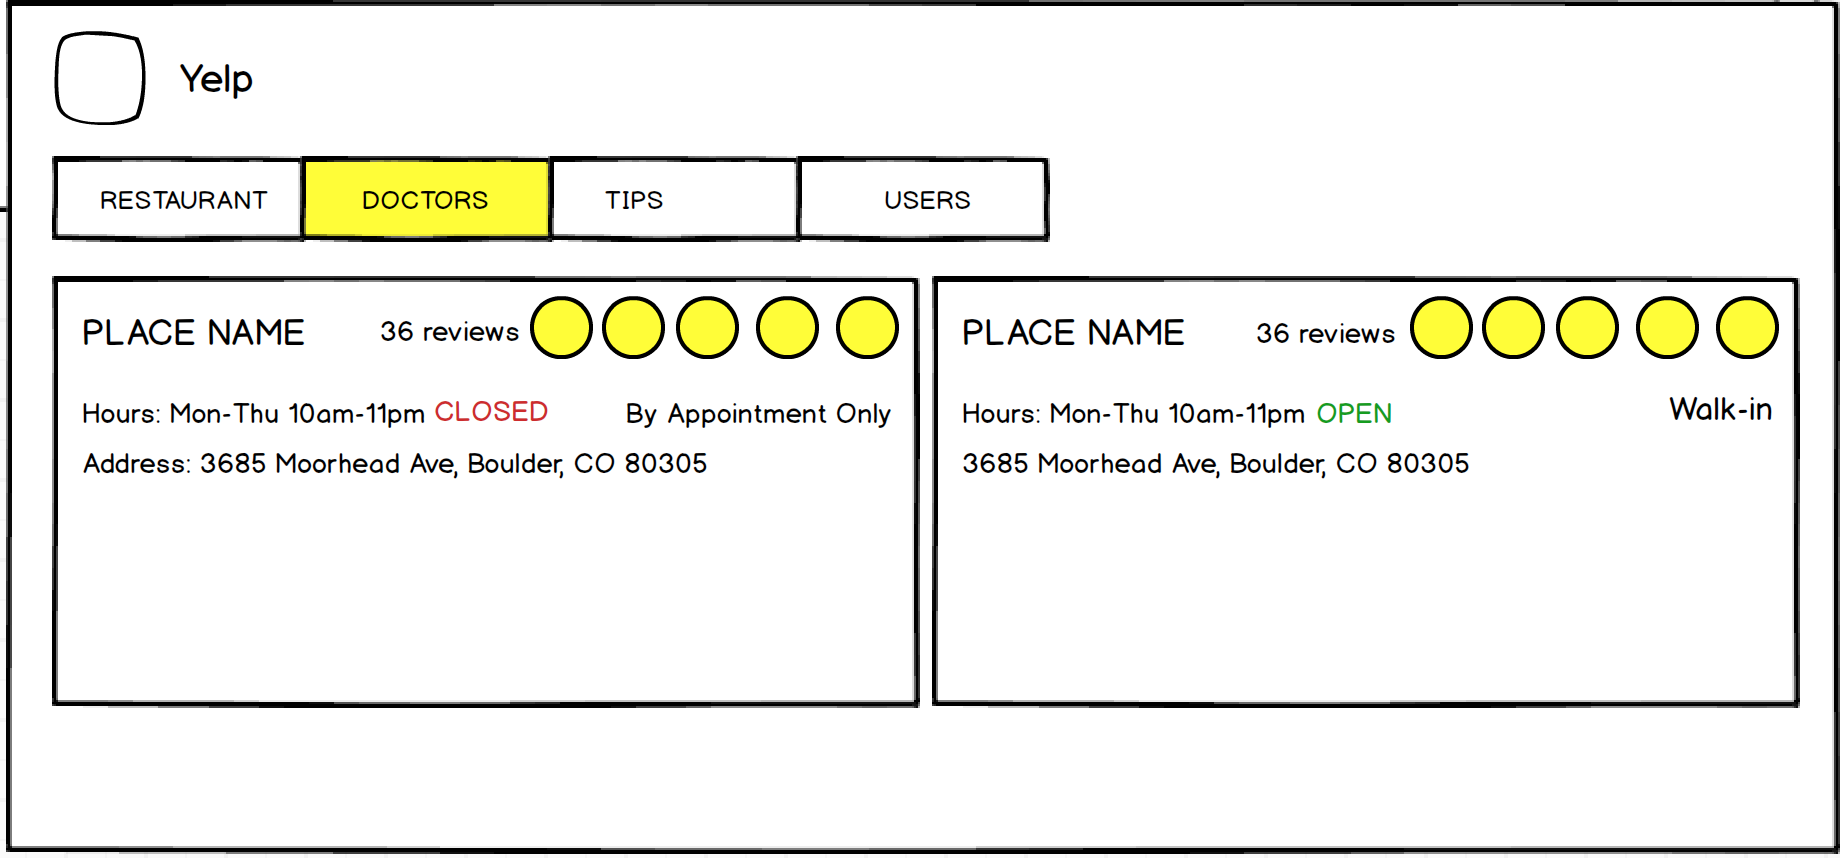 Yelp
RESTAURANT DOCTORS TIPS USERS
PLACE NAME 36 reviews
Hours: Mon-Thu 10am-11pm CLOSED By Appointment Only
Address: 3685 Moorhead Ave, Boulder, CO 80305
PLACE NAME 36 reviews
Hours: Mon-Thu 10am-11pm OPEN Walk-in
3685 Moorhead Ave, Boulder, CO 80305